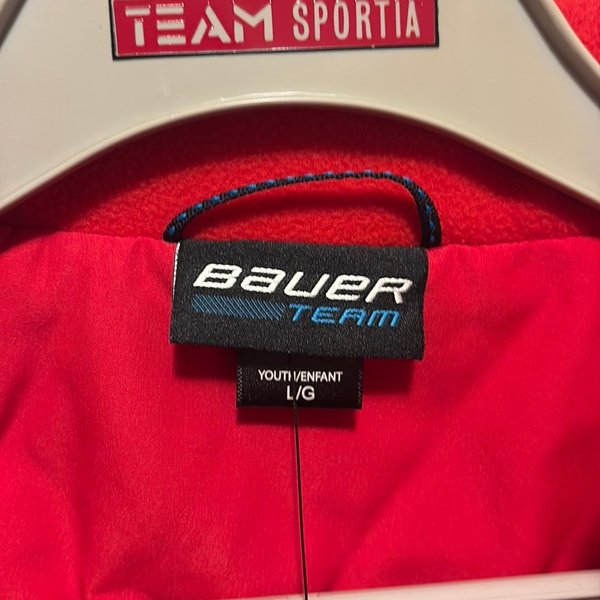 TEAM SPORTIA
BAUER
TEAM
YOUTH/ENFANT
L/G